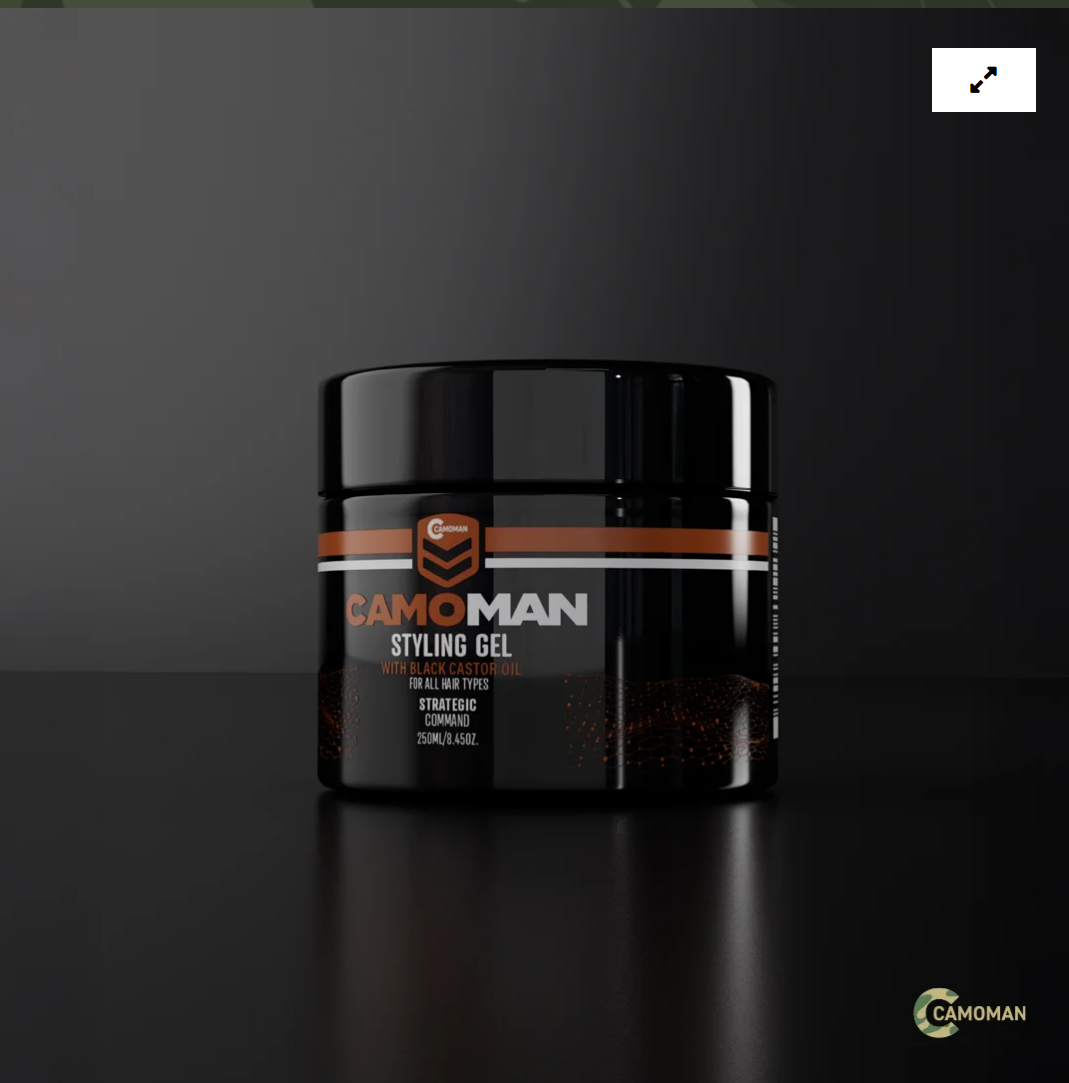 CAMOMAN
CAMOMAN
STYLING GEL
WITH BLACK CASTOR OIL
FOR ALL HAIR TYPES
STRATEGIC
COMMAND
250ML/8.45OZ.
CAMOMAN